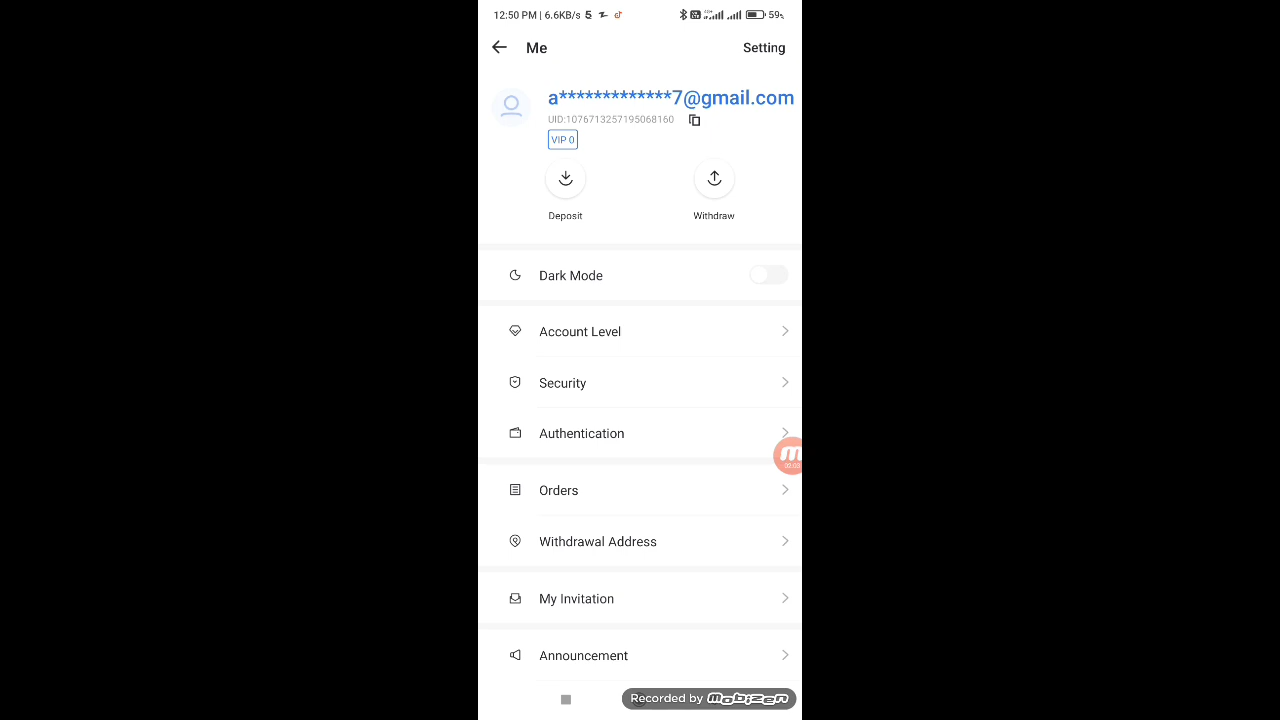 12:50 PM | 6.6KB/s
59
Me
Setting
a*************7@gmail.com
UID:1076713257195068160
VIP 0
Deposit
Withdraw
Dark Mode
Account Level
Security
Authentication
Orders
Withdrawal Address
My Invitation
Announcement
Recorded by mobizen